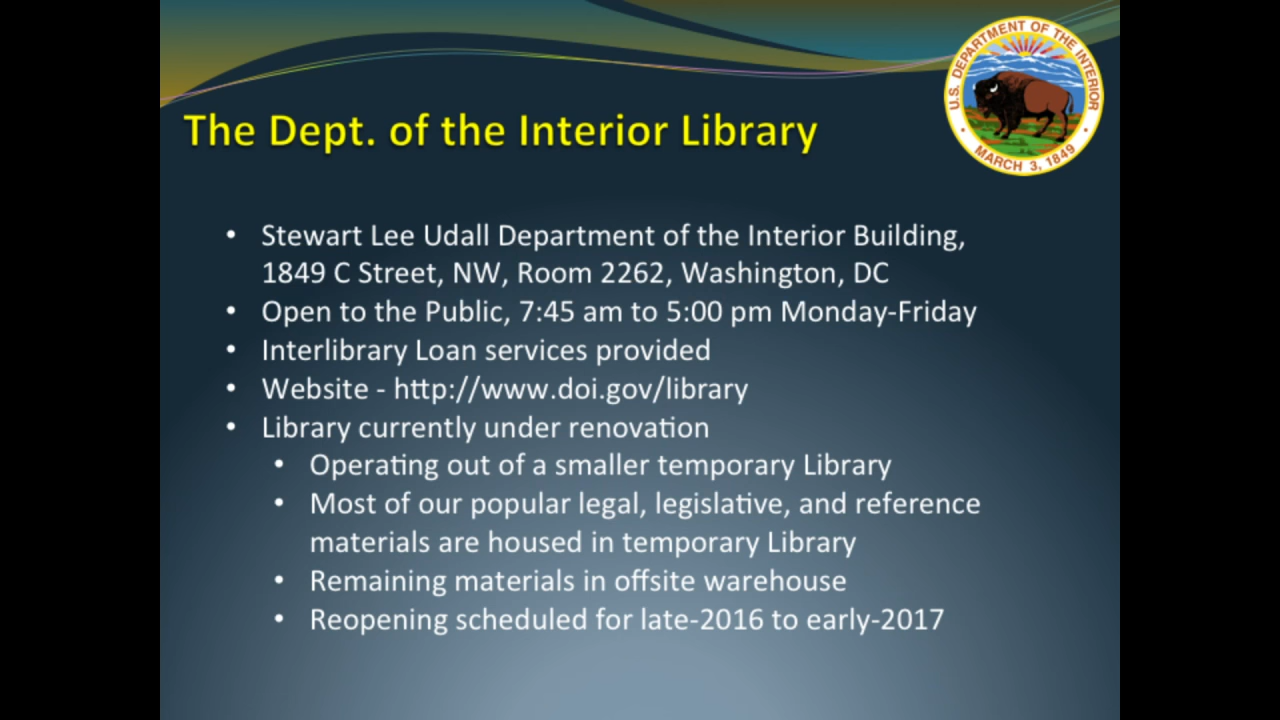 U.S. DEPARTMENT OF THE INTERIOR
MARCH 3, 1849
The Dept. of the Interior Library
• Stewart Lee Udall Department of the Interior Building,
1849 C Street, NW, Room 2262, Washington, DC
• Open to the Public, 7:45 am to 5:00 pm Monday-Friday
• Interlibrary Loan services provided
• Website - http://www.doi.gov/library
• Library currently under renovation
• Operating out of a smaller temporary Library
• Most of our popular legal, legislative, and reference
materials are housed in temporary Library
• Remaining materials in offsite warehouse
• Reopening scheduled for late-2016 to early-2017